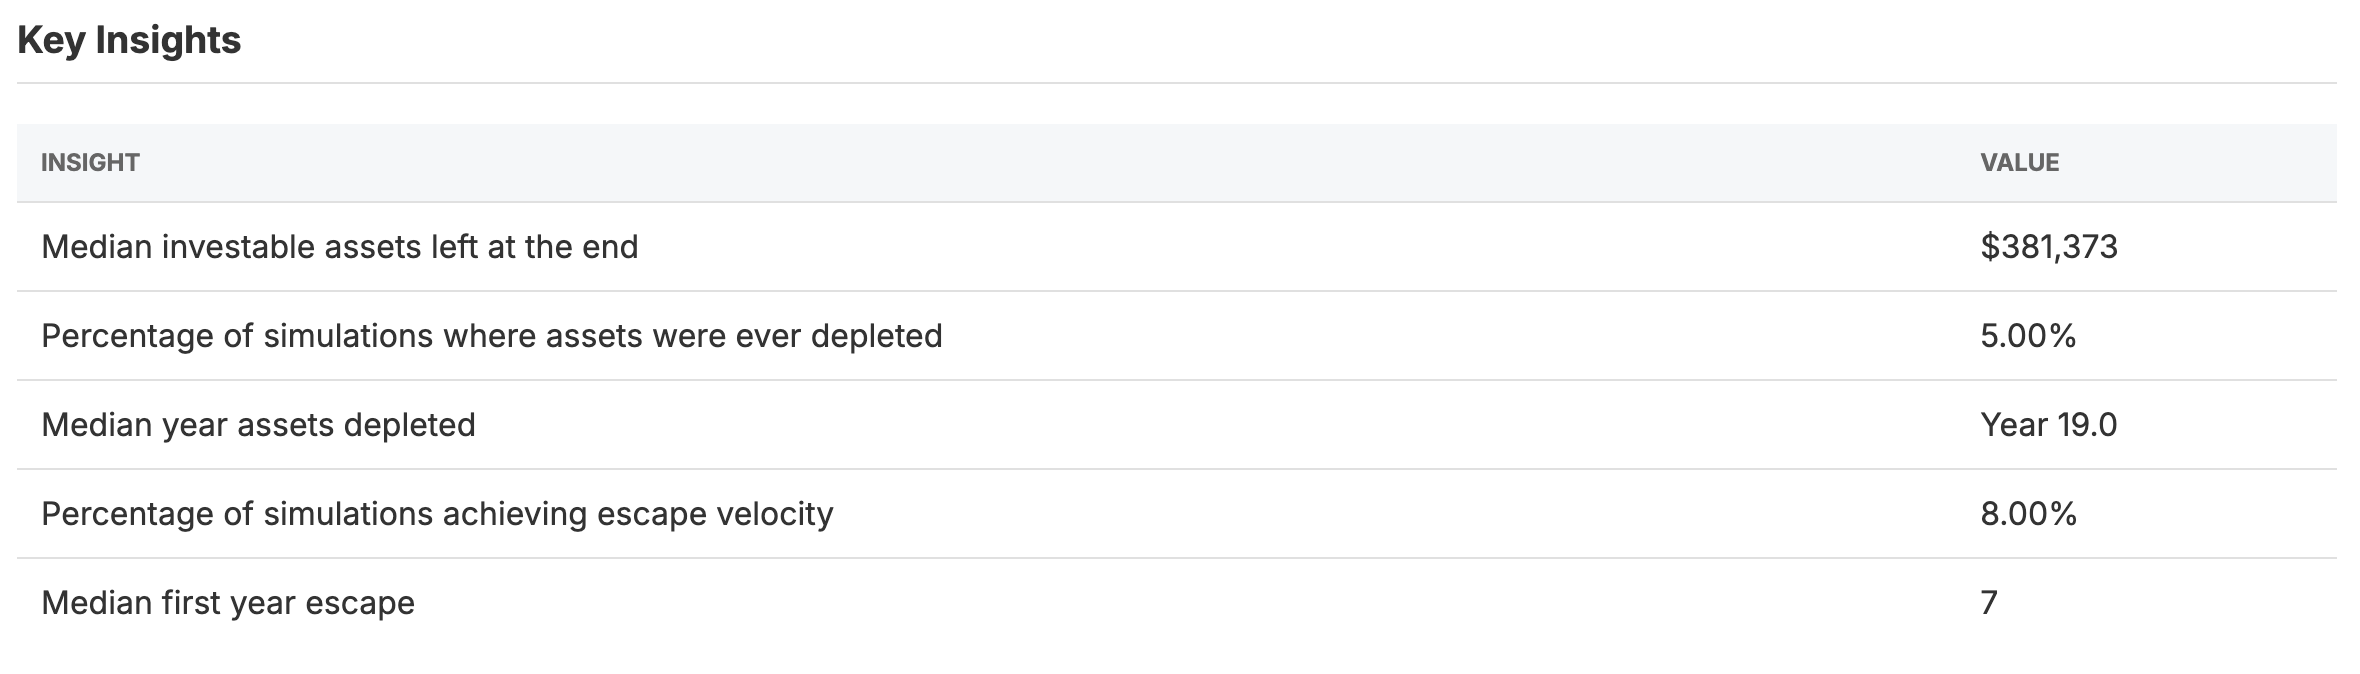 Key Insights
INSIGHT VALUE
Median investable assets left at the end $381,373
Percentage of simulations where assets were ever depleted 5.00%
Median year assets depleted Year 19.0
Percentage of simulations achieving escape velocity 8.00%
Median first year escape 7